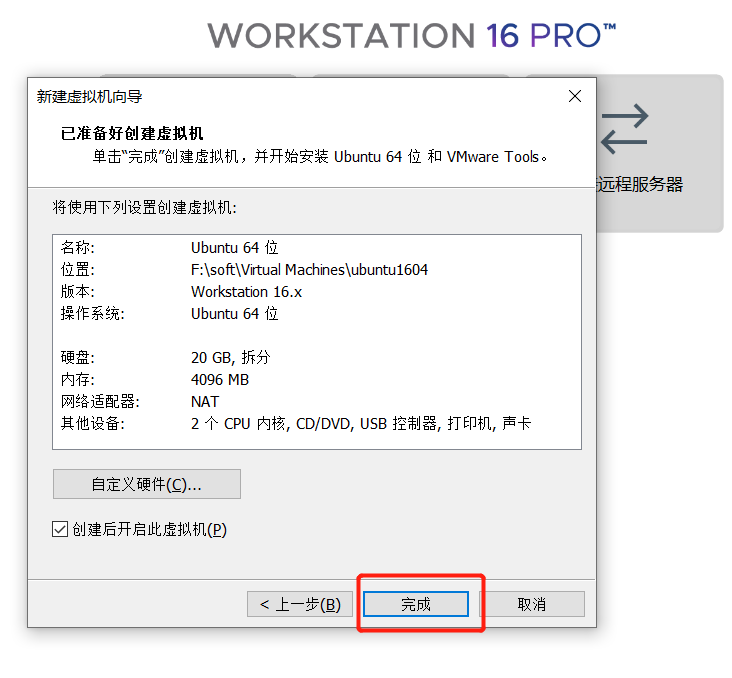 WORKSTATION 16 PRO™
新建虚拟机向导
已准备好创建虚拟机
单击“完成”创建虚拟机，并开始安装 Ubuntu 64 位 和 VMware Tools。
远程服务器
将使用下列设置创建虚拟机:
名称: Ubuntu 64 位
位置: F:\soft\Virtual Machines\ubuntu1604
版本: Workstation 16.x
操作系统: Ubuntu 64 位
硬盘: 20 GB, 拆分
内存: 4096 MB
网络适配器: NAT
其他设备: 2 个 CPU 内核, CD/DVD, USB 控制器, 打印机, 声卡
自定义硬件(C)...
创建后开启此虚拟机(P)
< 上一步(B) 完成 取消